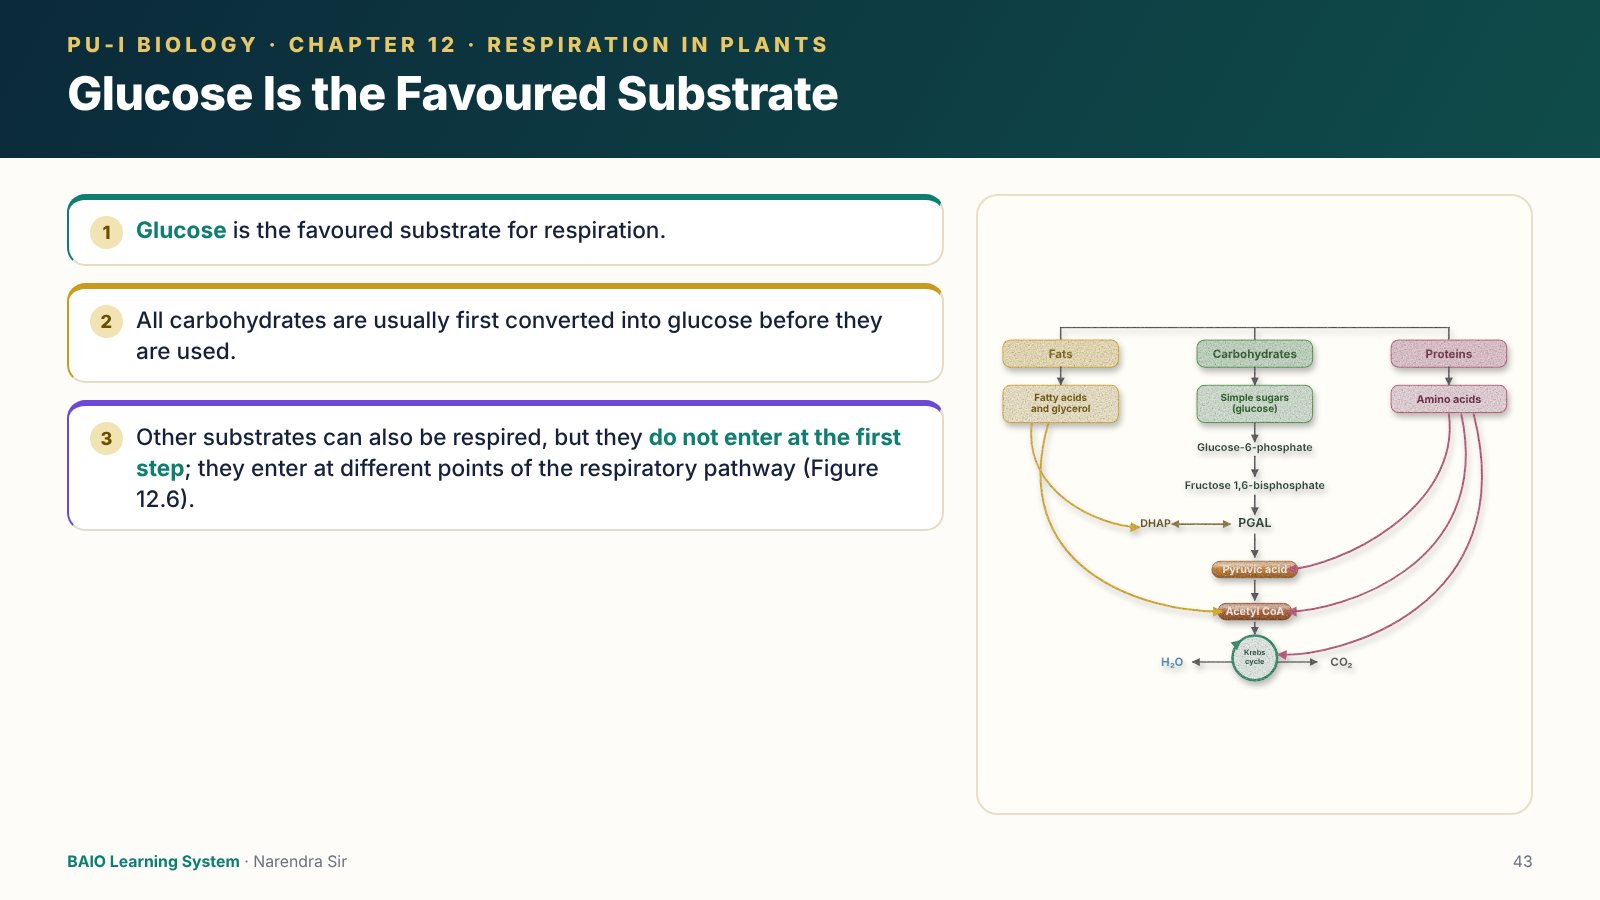 PU-I BIOLOGY · CHAPTER 12 · RESPIRATION IN PLANTS
Glucose Is the Favoured Substrate
1 Glucose is the favoured substrate for respiration.
2 All carbohydrates are usually first converted into glucose before they
are used.
3 Other substrates can also be respired, but they do not enter at the first
step; they enter at different points of the respiratory pathway (Figure
12.6).
Fats Carbohydrates Proteins
Fatty acids
and glycerol
Simple sugars
(glucose)
Amino acids
Glucose-6-phosphate
Fructose 1,6-bisphosphate
DHAP PGAL
Pyruvic acid
Acetyl CoA
Krebs
cycle
H₂O CO₂
BAIO Learning System · Narendra Sir
43